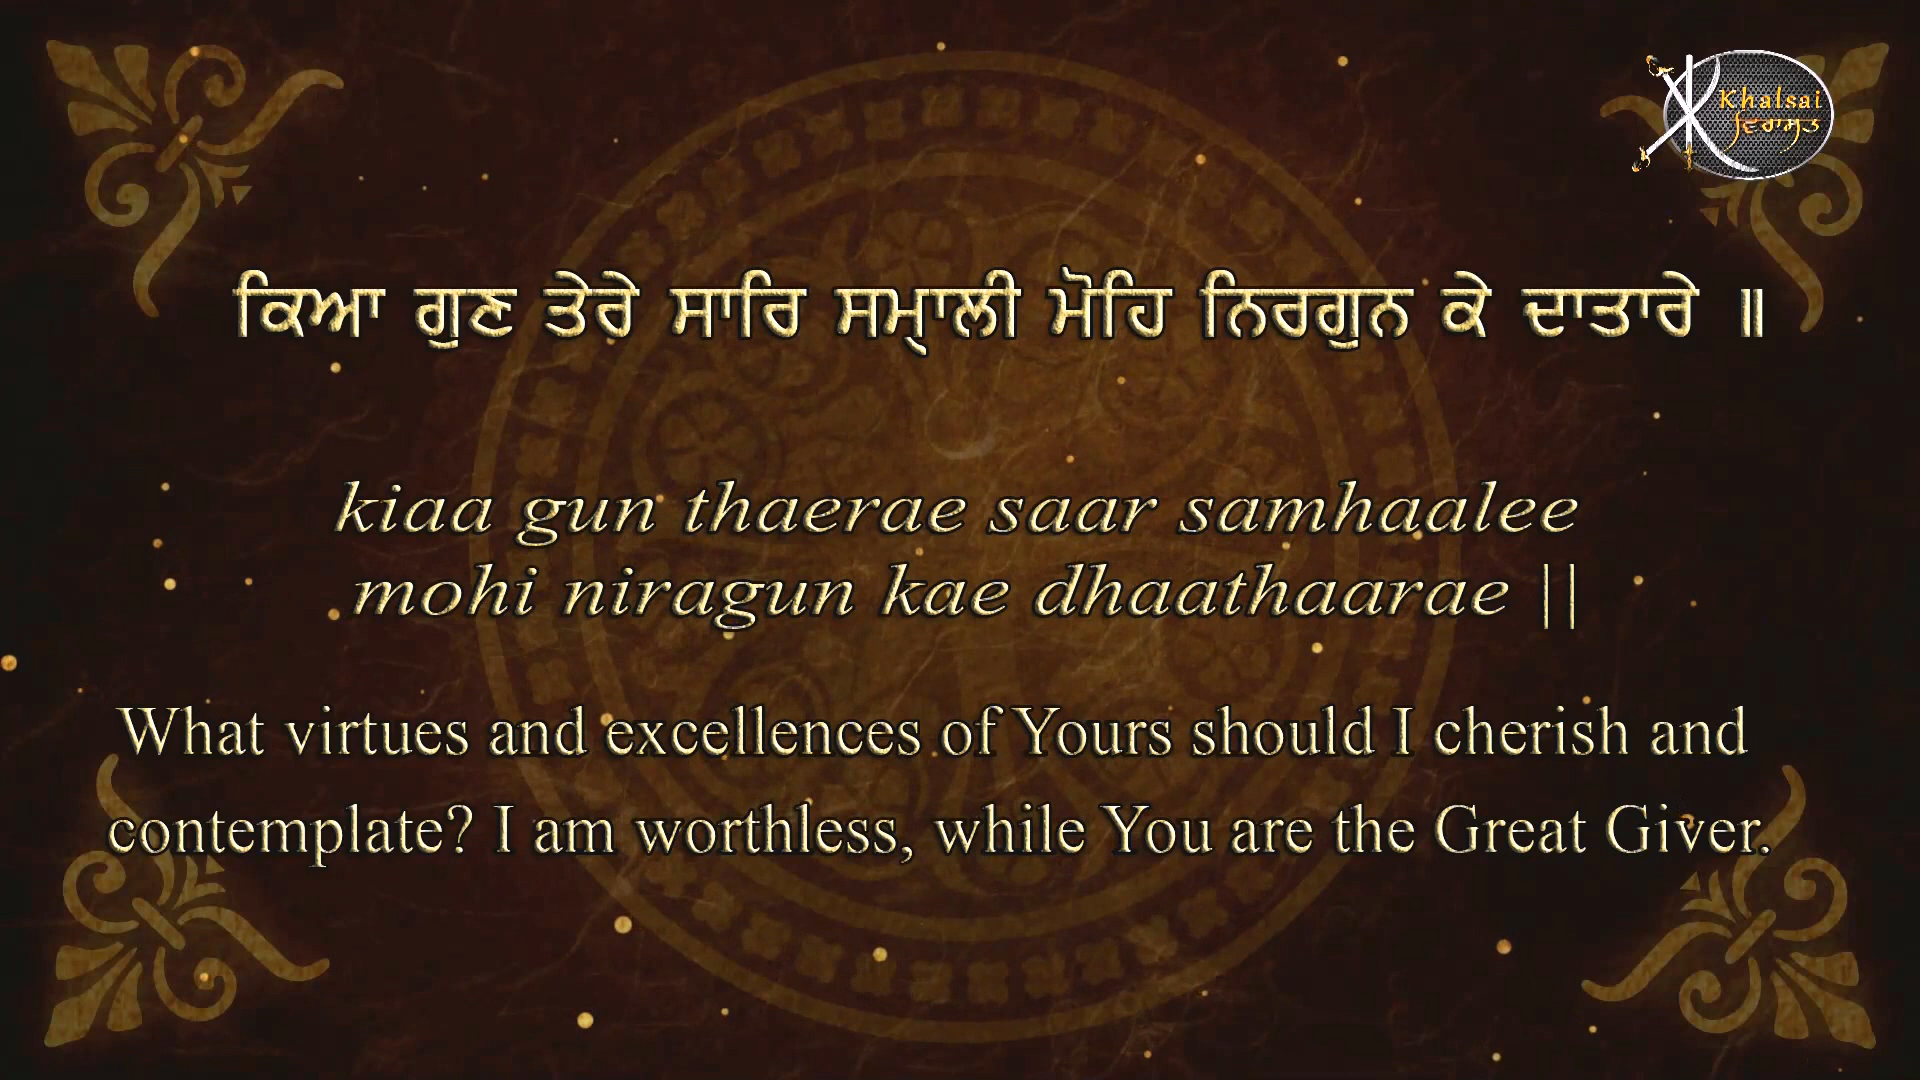 Khalsai
ਵਿਰਾਸਤ
ਕਿਆ ਗੁਣ ਤੇਰੇ ਸਾਰਿ ਸਮ੍ਹਾਲੀ ਮੋਹਿ ਨਿਰਗੁਨ ਕੇ ਦਾਤਾਰੇ ॥
kiaa gun thaerae saar samhaalee
mohi niragun kae dhaathaarae ||
What virtues and excellences of Yours should I cherish and
contemplate? I am worthless, while You are the Great Giver.